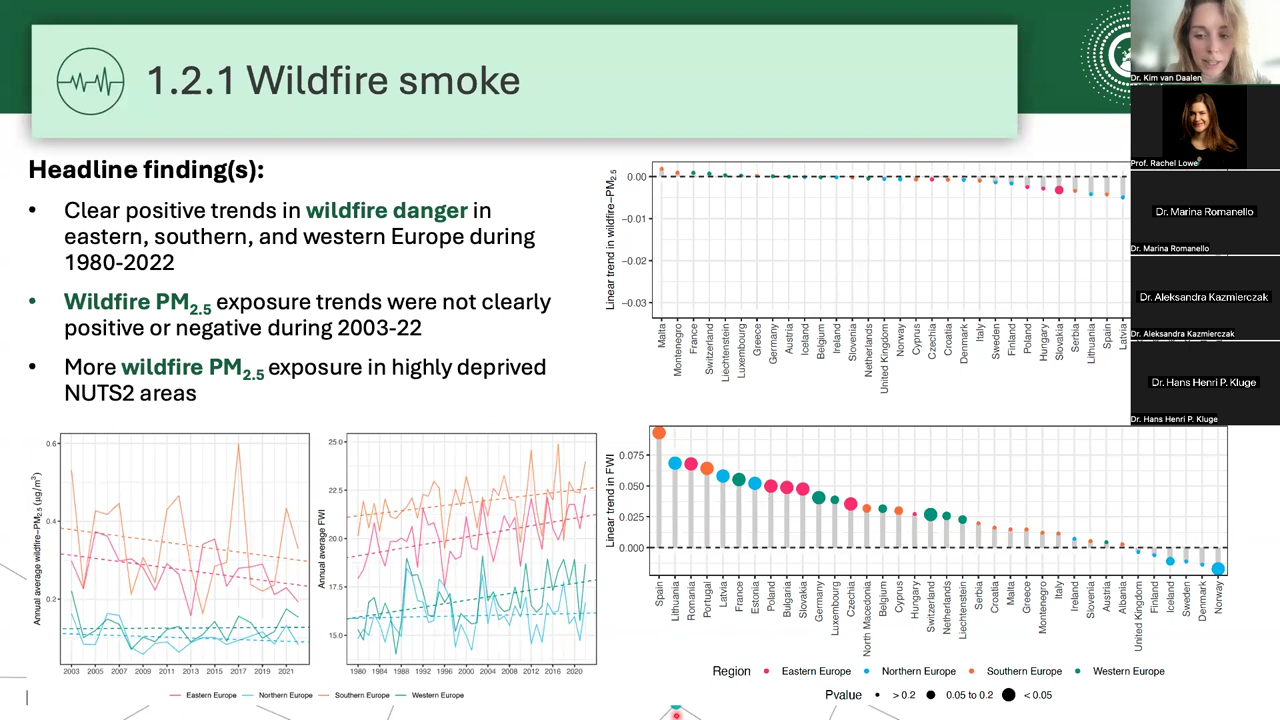 1.2.1 Wildfire smoke
Headline finding(s):
• Clear positive trends in wildfire danger in
eastern, southern, and western Europe during
1980-2022
• Wildfire PM2.5 exposure trends were not clearly
positive or negative during 2003-22
• More wildfire PM2.5 exposure in highly deprived
NUTS2 areas
Dr. Kim van Daalen
Prof. Rachel Lowe
Dr. Marina Romanello
Dr. Marina Romanello
Dr. Aleksandra Kazmierczak
Dr. Aleksandra Kazmierczak
Dr. Hans Henri P. Kluge
Dr. Hans Henri P. Kluge
Linear trend in wildfire−PM2.5
0.00
−0.01
−0.02
−0.03
Malta
Montenegro
France
Switzerland
Liechtenstein
Luxembourg
Greece
Germany
Austria
Iceland
Belgium
Ireland
Slovenia
Netherlands
United Kingdom
Norway
Cyprus
Czechia
Croatia
Denmark
Italy
Sweden
Finland
Poland
Hungary
Slovakia
Serbia
Lithuania
Spain
Latvia
Annual average wildfire−PM2.5 (µg/m3)
0.6
0.4
0.2
2003
2005
2007
2009
2011
2013
2015
2017
2019
2021
Annual average FWI
25.0
22.5
20.0
17.5
15.0
1980
1984
1988
1992
1996
2000
2004
2008
2012
2016
2020
Eastern Europe
Northern Europe
Southern Europe
Western Europe
Linear trend in FWI
0.075
0.050
0.025
0.000
Spain
Lithuania
Romania
Portugal
Latvia
France
Estonia
Poland
Bulgaria
Slovakia
Germany
Luxembourg
Czechia
North Macedonia
Belgium
Cyprus
Hungary
Switzerland
Netherlands
Liechtenstein
Serbia
Croatia
Malta
Greece
Montenegro
Italy
Ireland
Slovenia
Austria
Albania
United Kingdom
Finland
Iceland
Sweden
Denmark
Norway
Region
Eastern Europe
Northern Europe
Southern Europe
Western Europe
Pvalue
> 0.2
0.05 to 0.2
< 0.05